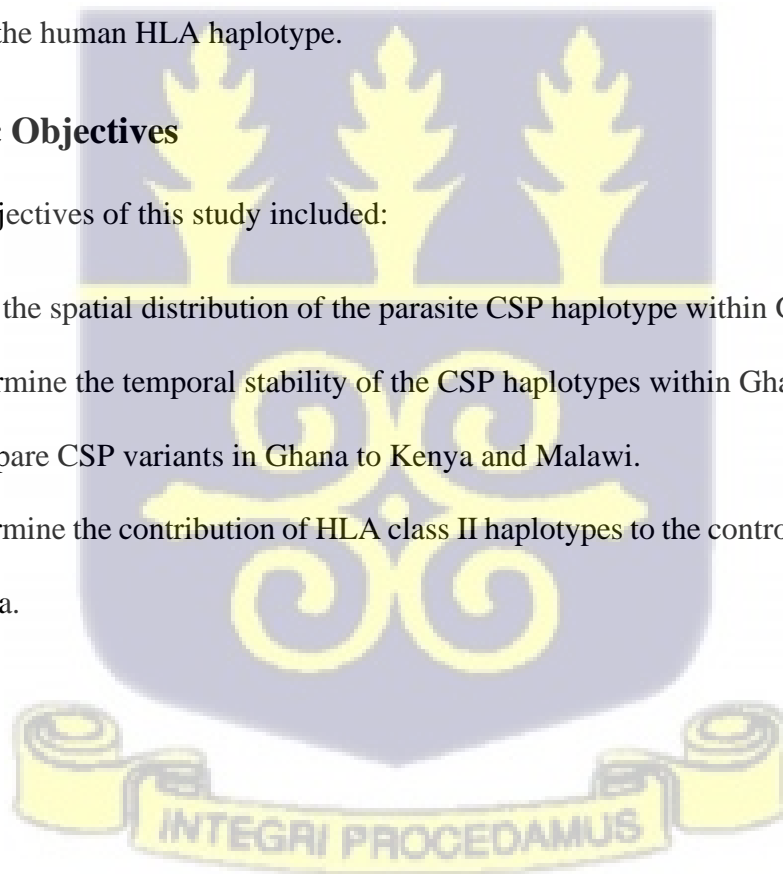 the human HLA haplotype.
Objectives
jectives of this study included:
the spatial distribution of the parasite CSP haplotype within
rmine the temporal stability of the CSP haplotypes within Gha
pare CSP variants in Ghana to Kenya and Malawi.
rmine the contribution of HLA class II haplotypes to the contro
a.
INTEGRI PROCEDAMUS